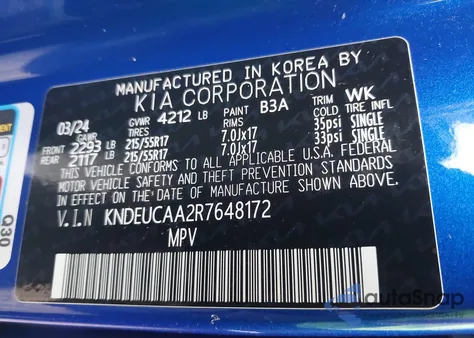 MANUFACTURED IN KOREA BY
KIA CORPORATION
03/24 GVWR 4212 LB PAINT B3A TRIM WK
GAWR TIRES RIMS COLD TIRE INFL
FRONT 2293 LB 215/55R17 7.0Jx17 35psi SINGLE
REAR 2117 LB 215/55R17 7.0Jx17 33psi SINGLE
THIS VEHICLE CONFORMS TO ALL APPLICABLE U.S. FEDERAL
MOTOR VEHICLE SAFETY AND THEFT PREVENTION STANDARDS
IN EFFECT ON THE DATE OF MANUFACTURE SHOWN ABOVE.
V.I.N KNDEUCAA2R7648172
MPV
Q30
autoSnap